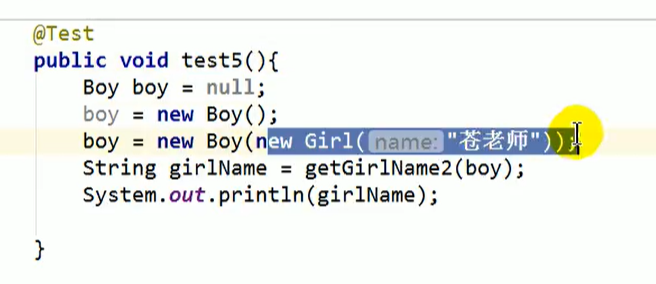 @Test
public void test5(){
Boy boy = null;
boy = new Boy();
boy = new Boy(new Girl( name: "苍老师"));
String girlName = getGirlName2(boy);
System.out.println(girlName);
}